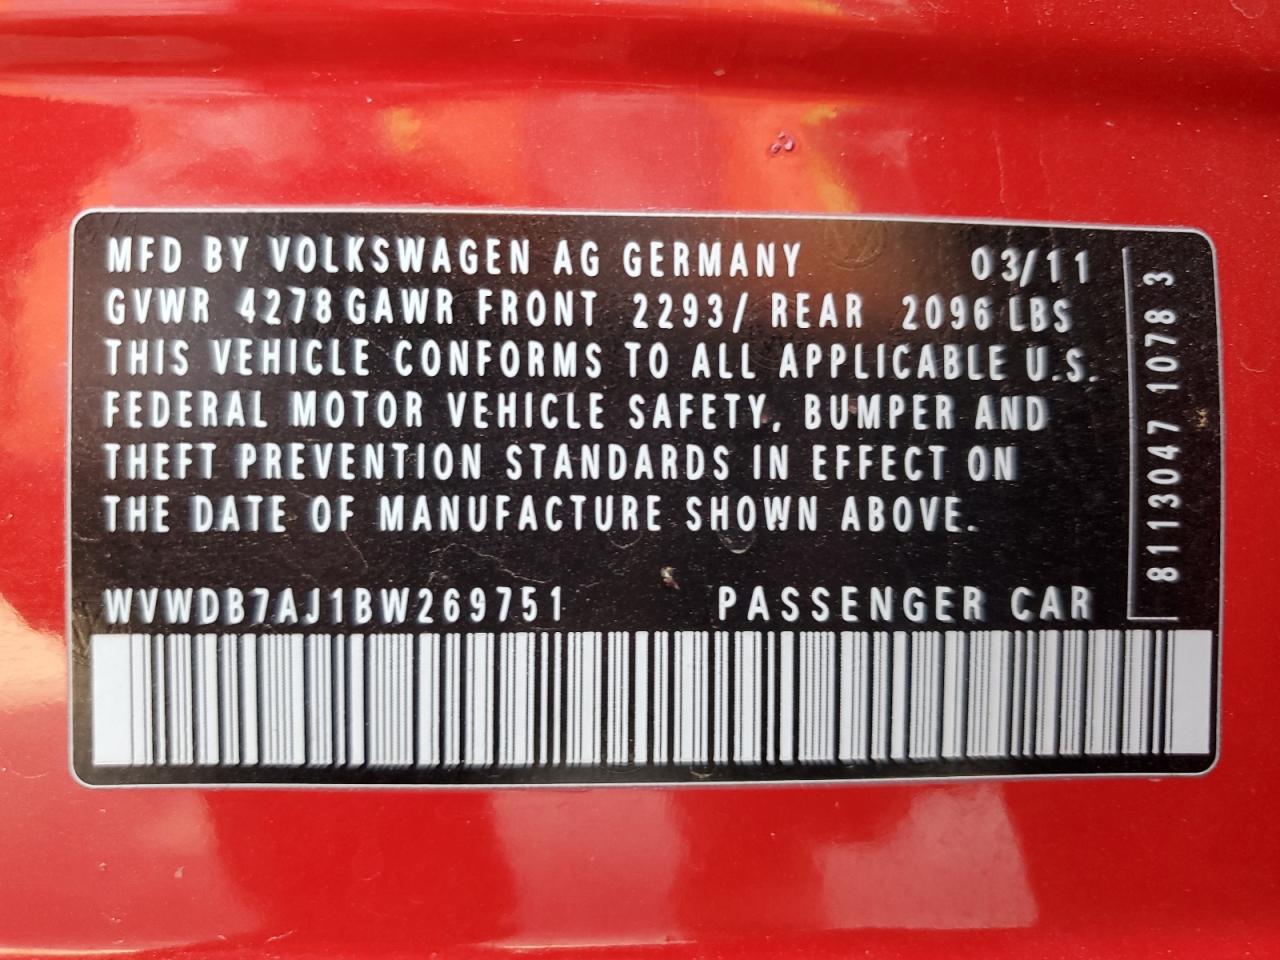 MFD BY VOLKSWAGEN AG GERMANY 03/11
GVWR 4278 GAWR FRONT 2293/ REAR 2096 LBS
THIS VEHICLE CONFORMS TO ALL APPLICABLE U.S.
FEDERAL MOTOR VEHICLE SAFETY, BUMPER AND
THEFT PREVENTION STANDARDS IN EFFECT ON
THE DATE OF MANUFACTURE SHOWN ABOVE.
WVWDB7AJ1BW269751 PASSENGER CAR
8113047 1078 3